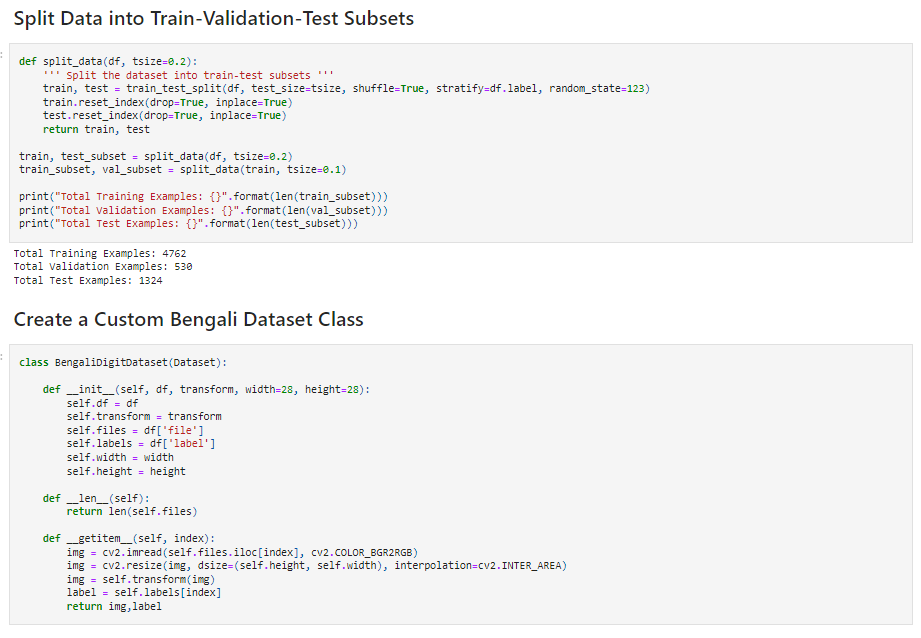 Split Data into Train-Validation-Test Subsets
def split_data(df, tsize=0.2):
    ''' Split the dataset into train-test subsets '''
    train, test = train_test_split(df, test_size=tsize, shuffle=True, stratify=df.label, random_state=123)
    train.reset_index(drop=True, inplace=True)
    test.reset_index(drop=True, inplace=True)
    return train, test
train, test_subset = split_data(df, tsize=0.2)
train_subset, val_subset = split_data(train, tsize=0.1)
print("Total Training Examples: {}".format(len(train_subset)))
print("Total Validation Examples: {}".format(len(val_subset)))
print("Total Test Examples: {}".format(len(test_subset)))
Total Training Examples: 4762
Total Validation Examples: 530
Total Test Examples: 1324
Create a Custom Bengali Dataset Class
class BengaliDigitDataset(Dataset):
    def __init__(self, df, transform, width=28, height=28):
        self.df = df
        self.transform = transform
        self.files = df['file']
        self.labels = df['label']
        self.width = width
        self.height = height
    def __len__(self):
        return len(self.files)
    def __getitem__(self, index):
        img = cv2.imread(self.files.iloc[index], cv2.COLOR_BGR2RGB)
        img = cv2.resize(img, dsize=(self.height, self.width), interpolation=cv2.INTER_AREA)
        img = self.transform(img)
        label = self.labels[index]
        return img,label